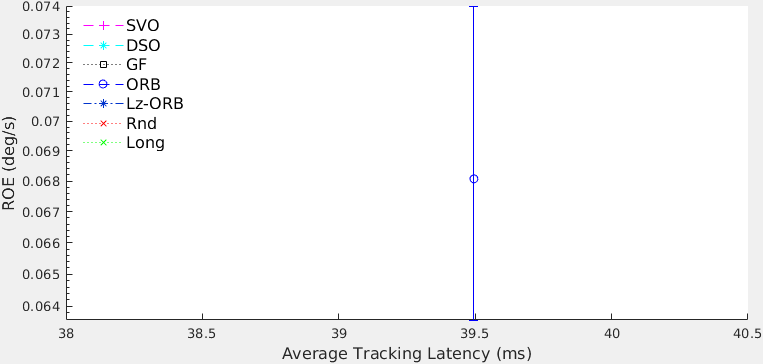 0.074
0.073
0.072
0.071
0.07
0.069
0.068
0.067
0.066
0.065
0.064
ROE (deg/s)
SVO
DSO
GF
ORB
Lz-ORB
Rnd
Long
38
38.5
39
39.5
40
40.5
Average Tracking Latency (ms)